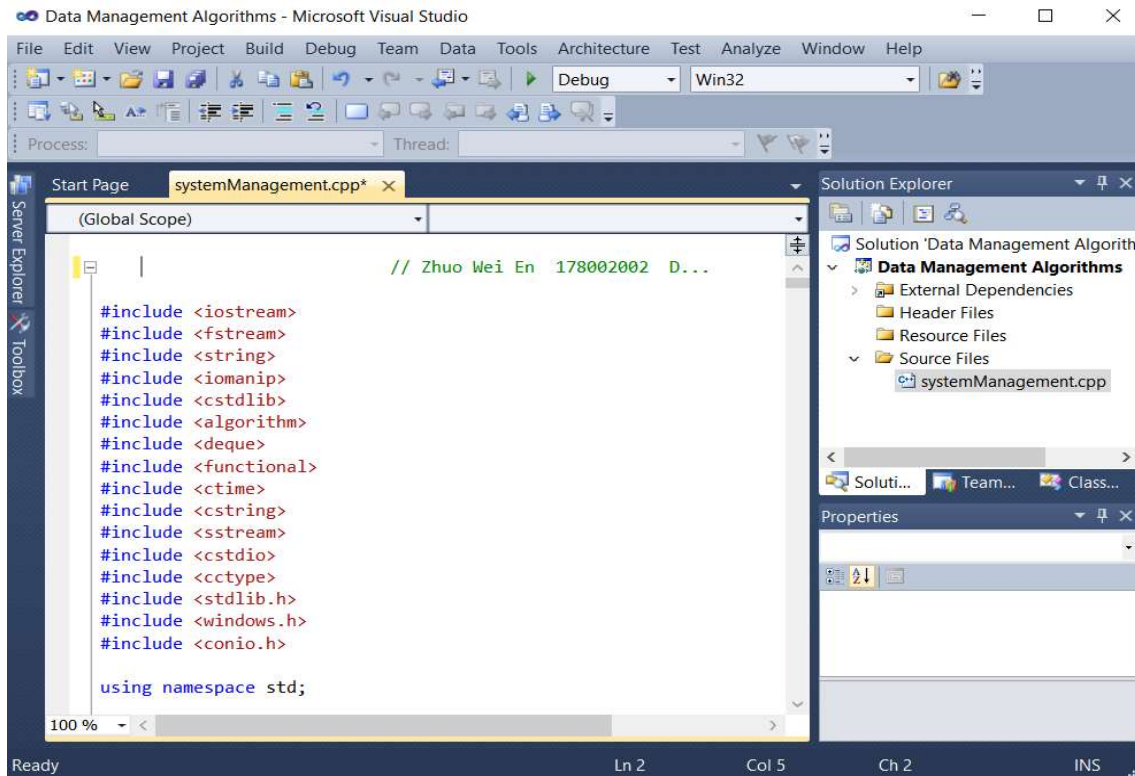 Data Management Algorithms - Microsoft Visual Studio
File Edit View Project Build Debug Team Data Tools Architecture Test Analyze Window Help
Debug Win32
Process: Thread:
Server Explorer
Toolbox
Start Page systemManagement.cpp*
(Global Scope)
// Zhuo Wei En 178002002 D...
#include <iostream>
#include <fstream>
#include <string>
#include <iomanip>
#include <cstdlib>
#include <algorithm>
#include <deque>
#include <functional>
#include <ctime>
#include <cstring>
#include <sstream>
#include <cstdio>
#include <cctype>
#include <stdlib.h>
#include <windows.h>
#include <conio.h>
using namespace std;
100 %
Solution Explorer
Solution 'Data Management Algorith
Data Management Algorithms
External Dependencies
Header Files
Resource Files
Source Files
systemManagement.cpp
Soluti... Team... Class...
Properties
Ready Ln 2 Col 5 Ch 2 INS